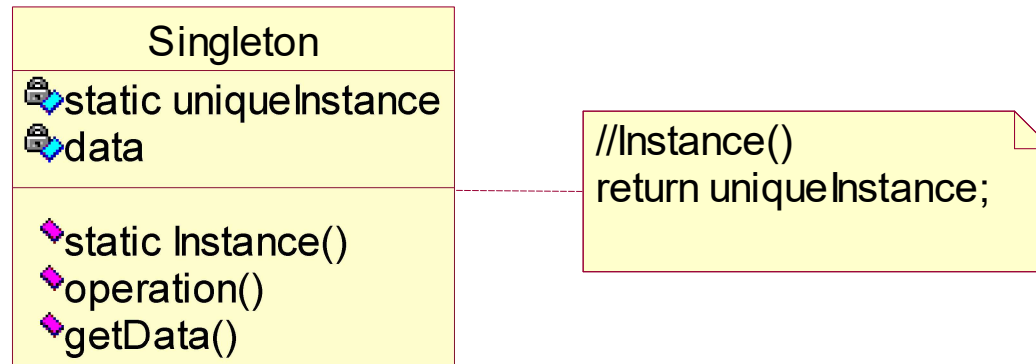 Singleton
static uniqueInstance
data
static Instance()
operation()
getData()
//Instance()
return uniqueInstance;